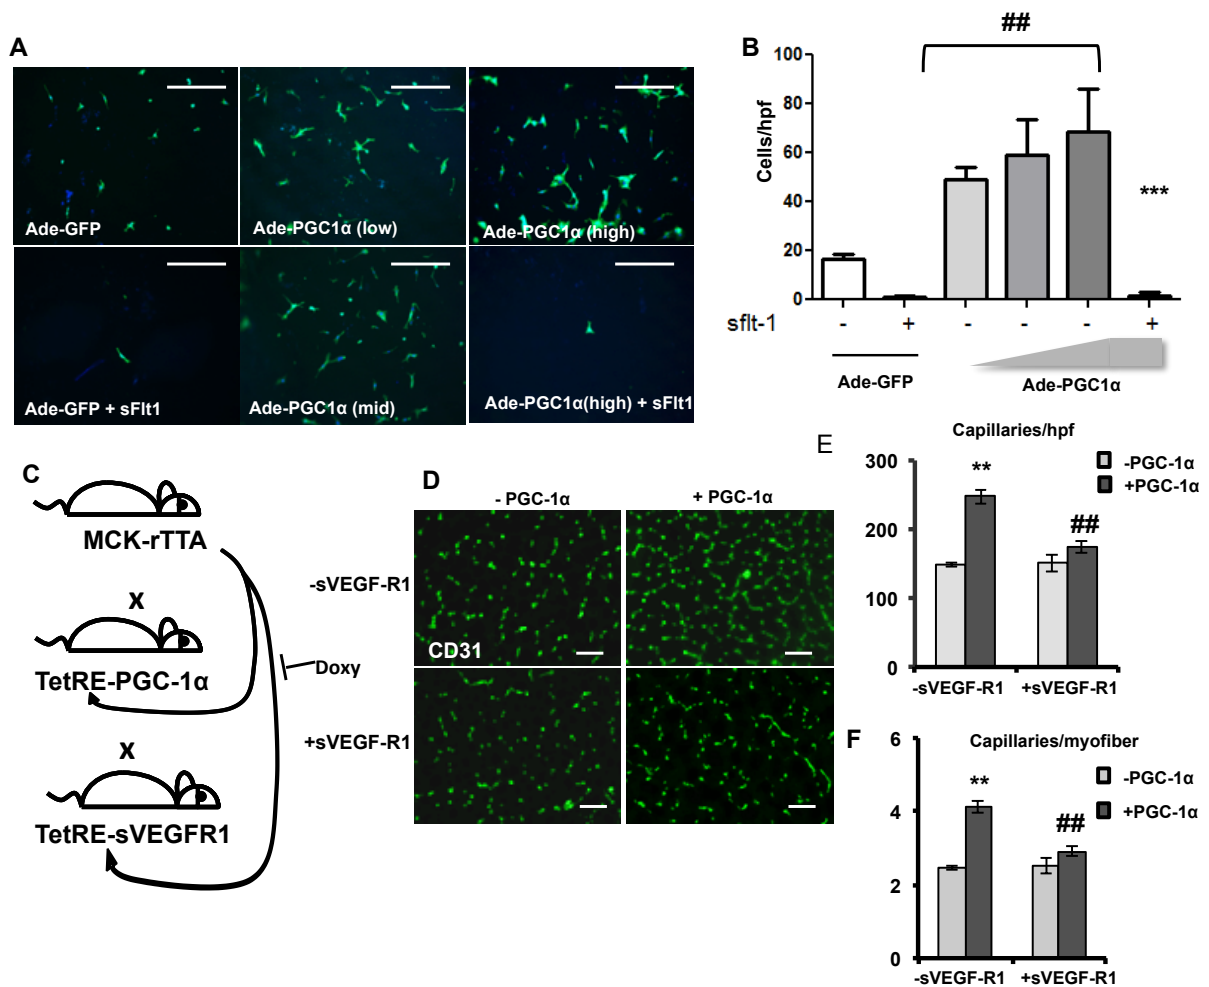 A
Ade-GFP
Ade-PGC1α (low)
Ade-PGC1α (high)
Ade-GFP + sFlt1
Ade-PGC1α (mid)
Ade-PGC1α(high) + sFlt1
B
##
Cells/hpf
100
80
60
40
20
0
***
sflt-1
- + - - - +
Ade-GFP
Ade-PGC1α
C
MCK-rTTA
x
TetRE-PGC-1α
Doxy
x
TetRE-sVEGFR1
D
- PGC-1α
+ PGC-1α
-sVEGF-R1
CD31
+sVEGF-R1
E
Capillaries/hpf
-PGC-1α
+PGC-1α
300
200
100
0
**
##
-sVEGF-R1
+sVEGF-R1
F
Capillaries/myofiber
-PGC-1α
+PGC-1α
6
4
2
0
**
##
-sVEGF-R1
+sVEGF-R1